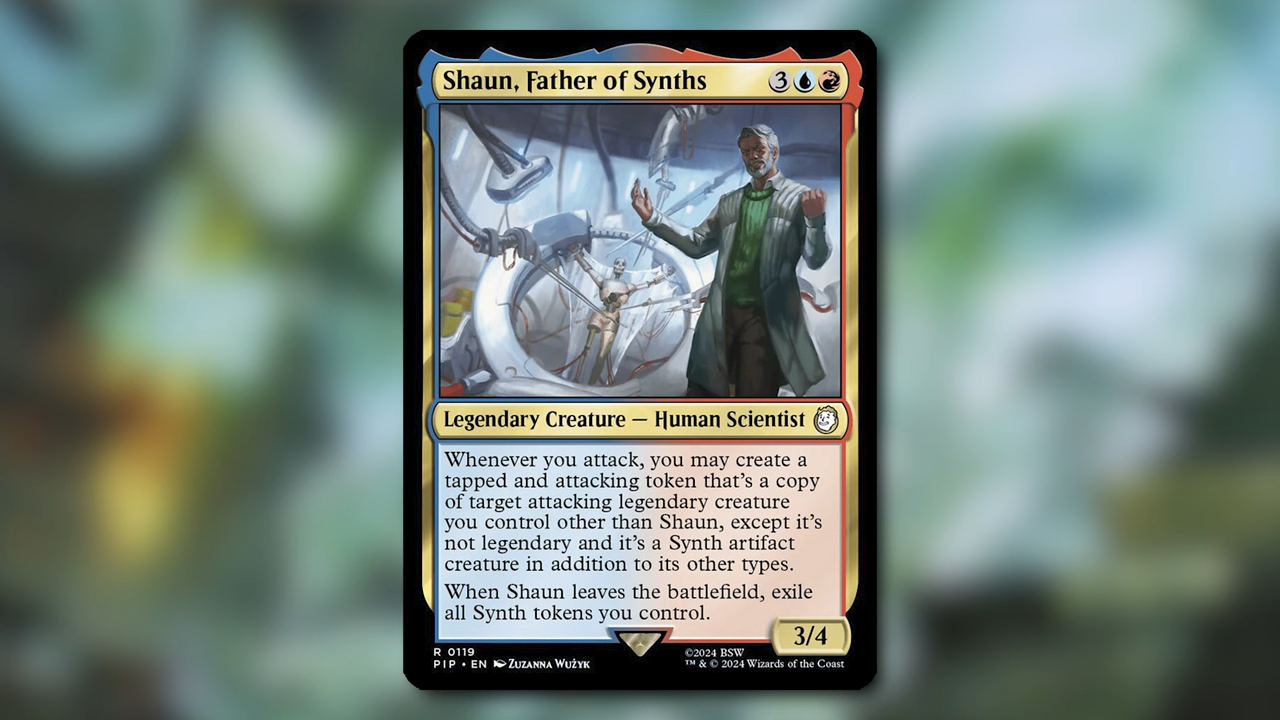 Shaun, Father of Synths 3
Legendary Creature — Human Scientist
Whenever you attack, you may create a
tapped and attacking token that's a copy
of target attacking legendary creature
you control other than Shaun, except it's
not legendary and it's a Synth artifact
creature in addition to its other types.
When Shaun leaves the battlefield, exile
all Synth tokens you control.
3/4
R 0119
PIP • EN Zuzanna Wużyk
©2024 BSW
™ & © 2024 Wizards of the Coast